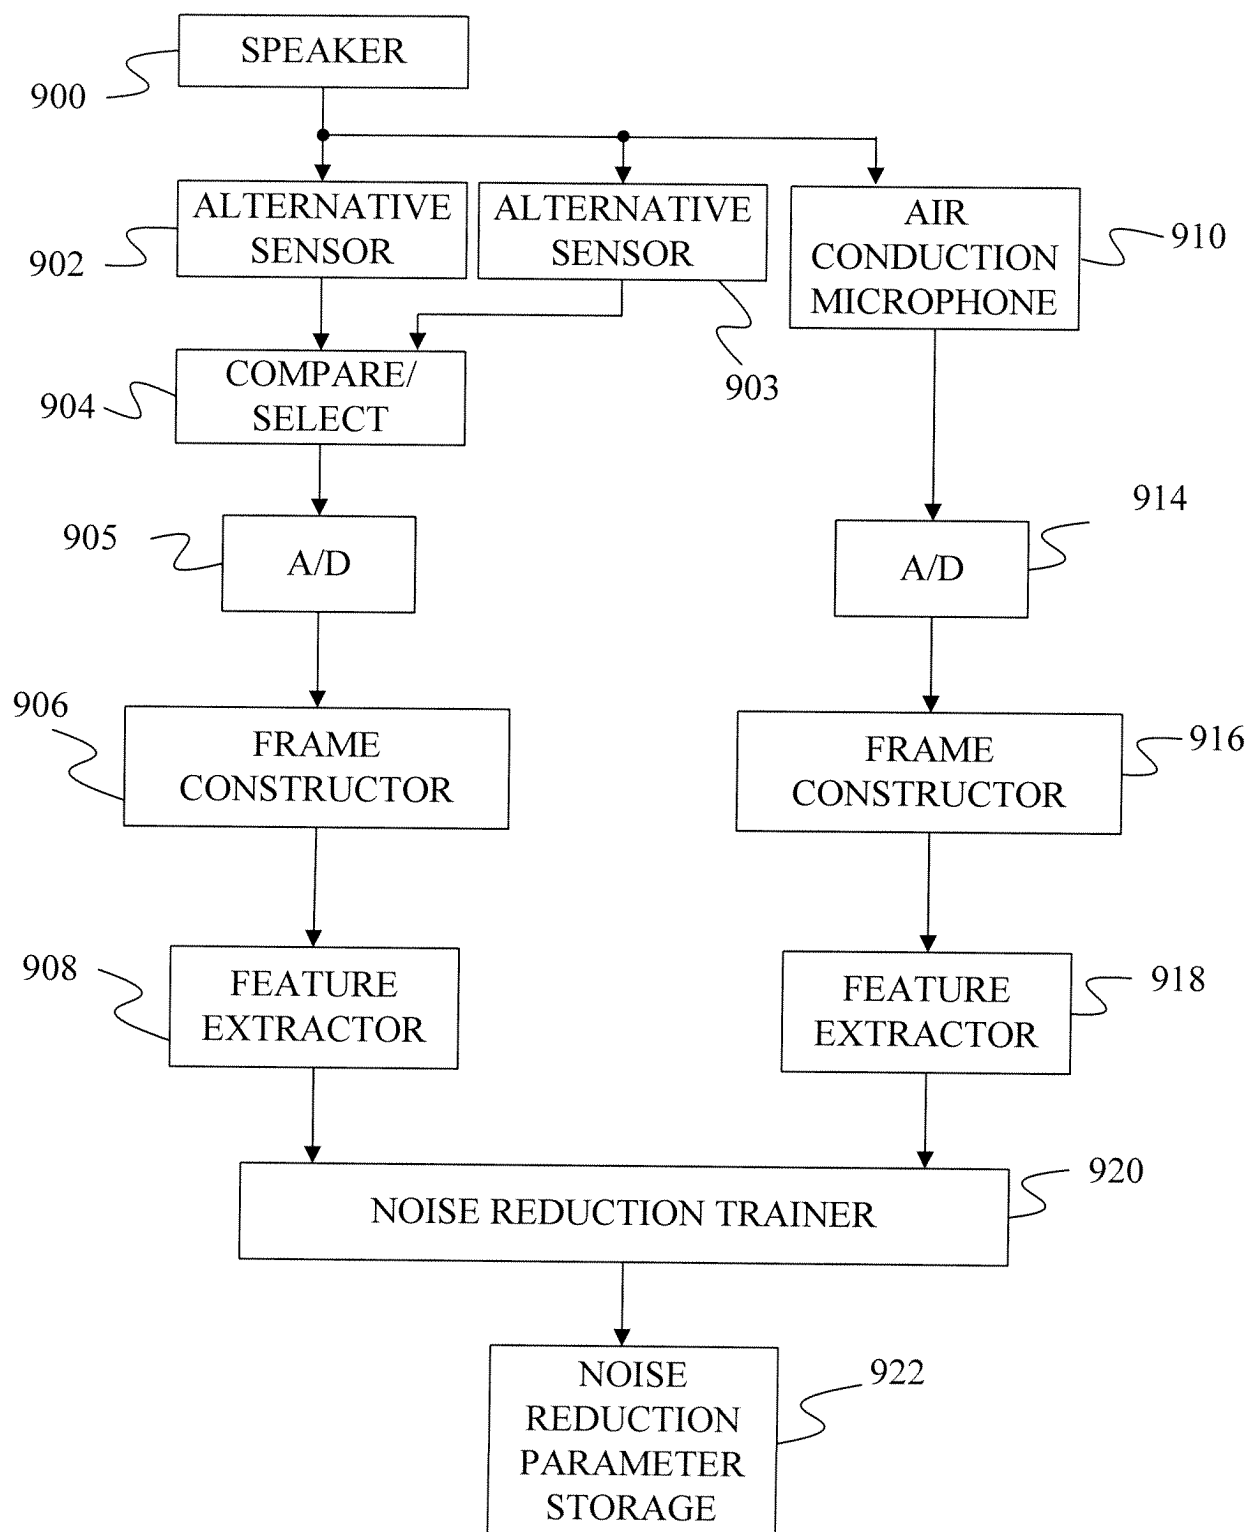 SPEAKER
900
ALTERNATIVE
SENSOR
902
ALTERNATIVE
SENSOR
903
AIR
CONDUCTION
MICROPHONE
910
COMPARE/
SELECT
904
A/D
905
A/D
914
FRAME
CONSTRUCTOR
906
FRAME
CONSTRUCTOR
916
FEATURE
EXTRACTOR
908
FEATURE
EXTRACTOR
918
NOISE REDUCTION TRAINER
920
NOISE
REDUCTION
PARAMETER
STORAGE
922